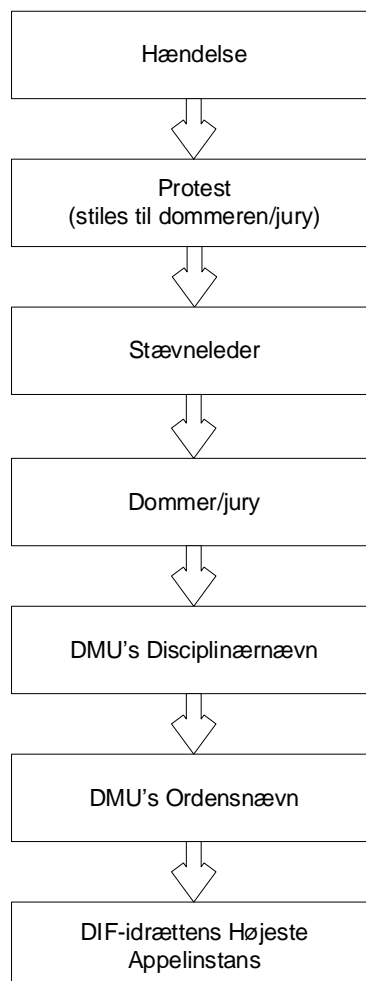 Hændelse
Protest
(stiles til dommeren/jury)
Stævneleder
Dommer/jury
DMU's Disciplinærnævn
DMU's Ordensnævn
DIF-idrættens Højeste
Appelinstans